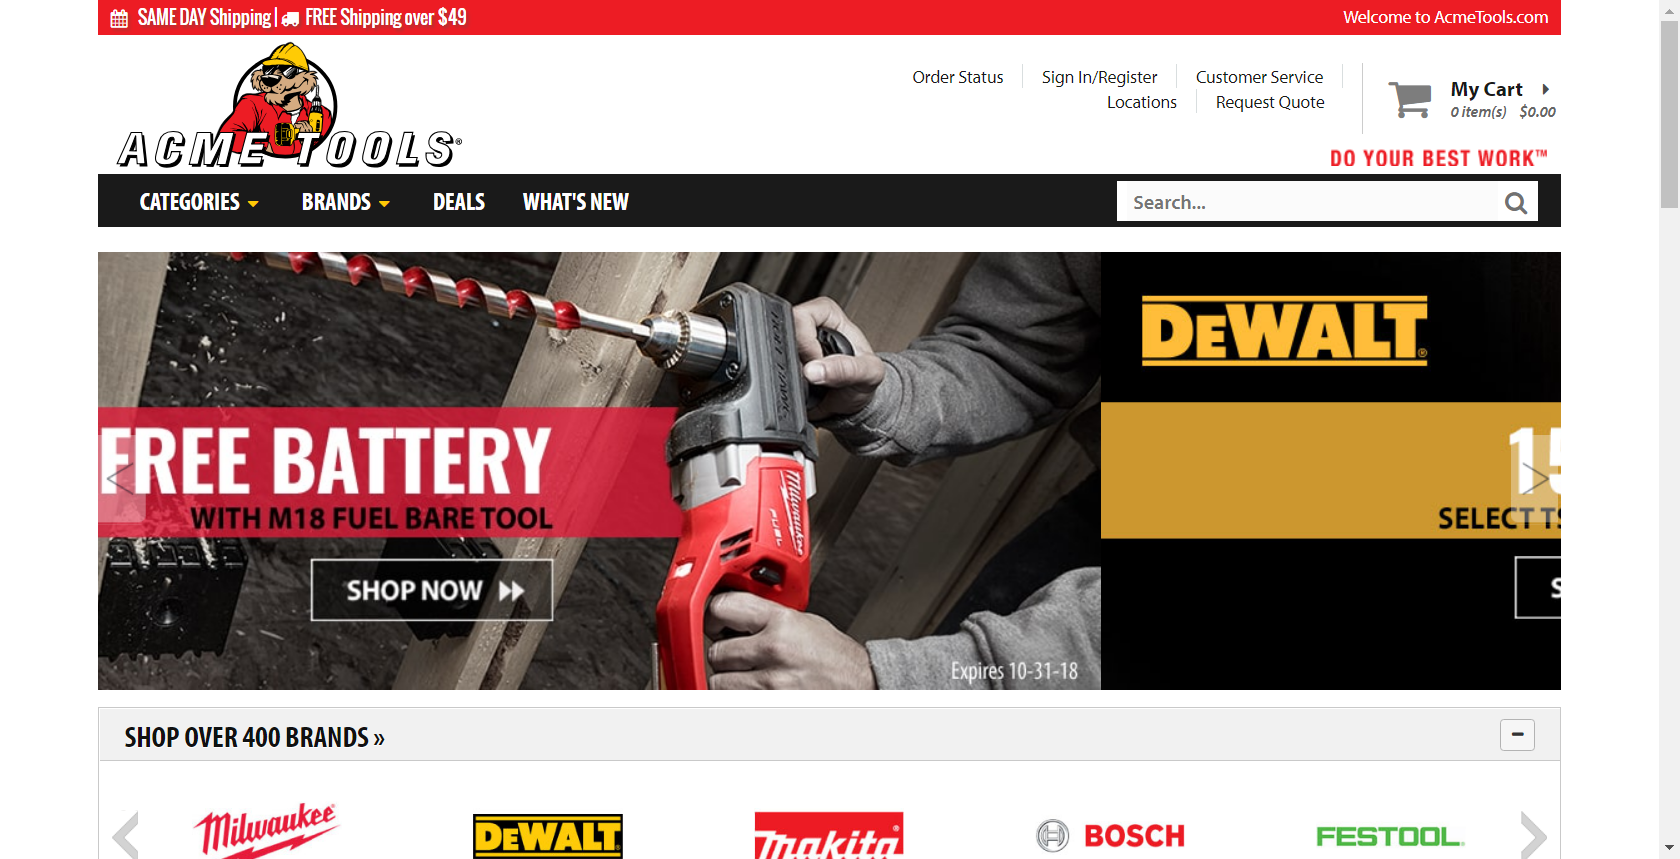 SAME DAY Shipping | FREE Shipping over $49
Welcome to AcmeTools.com
ACME TOOLS®
Order Status
Sign In/Register
Customer Service
Locations
Request Quote
My Cart
0 item(s) $0.00
DO YOUR BEST WORK™
CATEGORIES
BRANDS
DEALS
WHAT'S NEW
Search...
FREE BATTERY
WITH M18 FUEL BARE TOOL
SHOP NOW
Milwaukee
FUEL
Expires 10-31-18
DEWALT®
15
SELECT TS
S
SHOP OVER 400 BRANDS »
Milwaukee®
DEWALT
makita®
BOSCH
FESTOOL